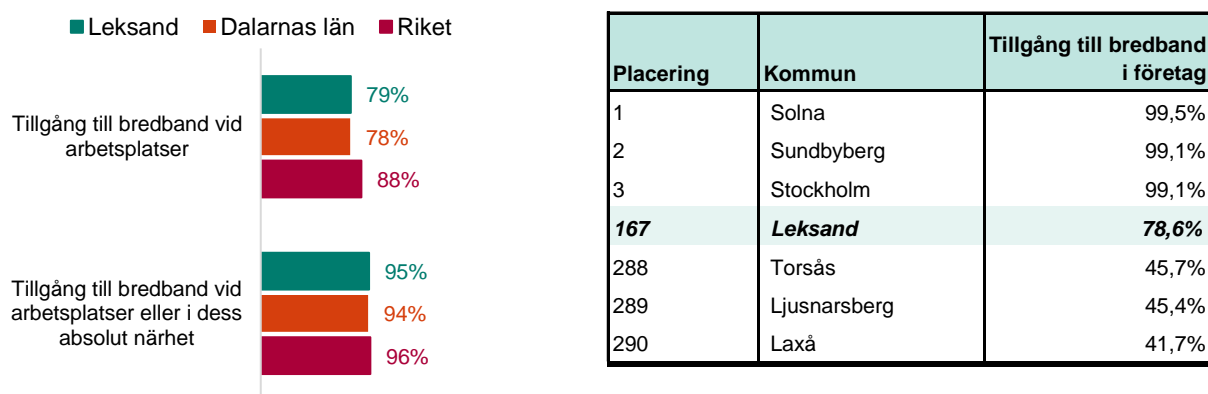 Leksand Dalarnas län Riket
Tillgång till bredband vid
arbetsplatser
79%
78%
88%
Tillgång till bredband vid
arbetsplatser eller i dess
absolut närhet
95%
94%
96%
Placering Kommun Tillgång till bredband i företag
1 Solna 99,5%
2 Sundbyberg 99,1%
3 Stockholm 99,1%
167 Leksand 78,6%
288 Torsås 45,7%
289 Ljusnarsberg 45,4%
290 Laxå 41,7%